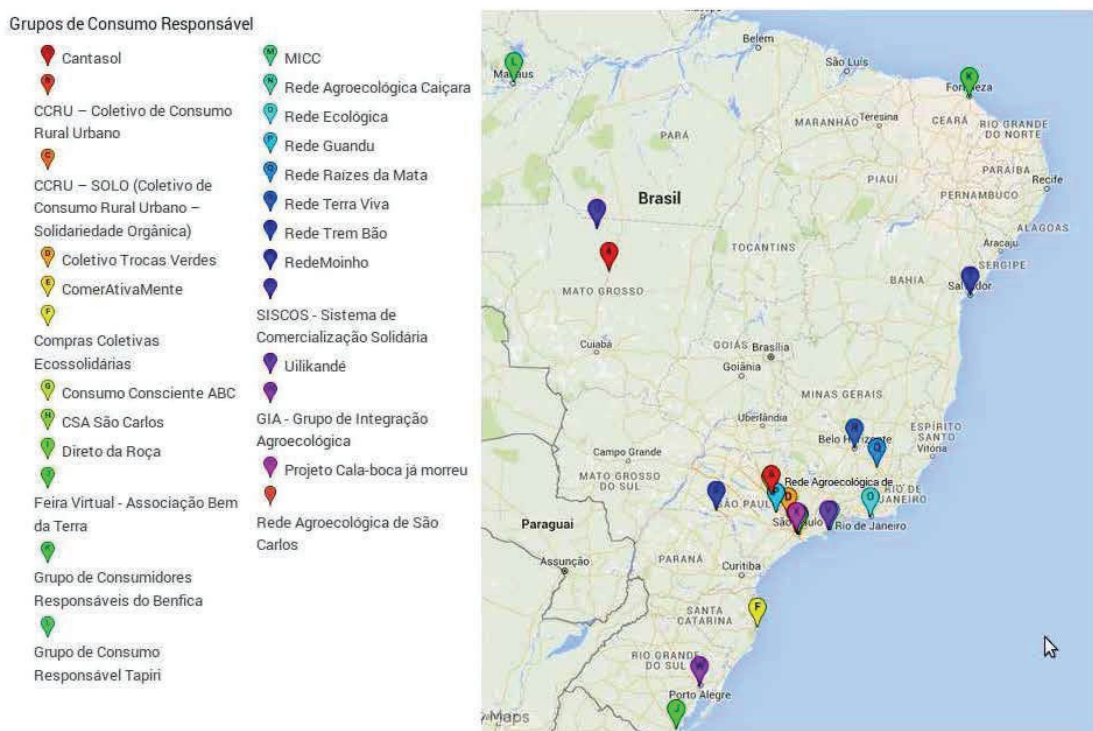 Grupos de Consumo Responsável
Cantasol
CCRU – Coletivo de Consumo
Rural Urbano
CCRU – SOLO (Coletivo de
Consumo Rural Urbano –
Solidariedade Orgânica)
Coletivo Trocas Verdes
ComerAtivaMente
Compras Coletivas
Ecossolidárias
Consumo Consciente ABC
CSA São Carlos
Direto da Roça
Feira Virtual - Associação Bem
da Terra
Grupo de Consumidores
Responsáveis do Benfica
Grupo de Consumo
Responsável Tapiri
MICC
Rede Agroecológica Caiçara
Rede Ecológica
Rede Guandu
Rede Raízes da Mata
Rede Terra Viva
Rede Trem Bão
RedeMoinho
SISCOS - Sistema de
Comercialização Solidária
Uilikandé
GIA - Grupo de Integração
Agroecológica
Projeto Cala-boca já morreu
Rede Agroecológica de São
Carlos
Belém
São Luís
Manaus
Fortaleza
Teresina
MARANHÃO
CEARÁ
RIO GRANDE
DO NORTE
PARÁ
PARAÍBA
PIAUÍ
Recife
PERNAMBUCO
Brasil
ALAGOAS
TOCANTINS
Aracaju
SERGIPE
BAHIA
Salvador
MATO GROSSO
Cuiabá
GOIÁS
Brasília
Goiânia
MINAS GERAIS
Uberlândia
Belo Horizonte
ESPÍRITO
SANTO
Vitória
Campo Grande
MATO GROSSO
DO SUL
Rede Agroecológica de
RIO DE
JANEIRO
SÃO PAULO
São Paulo
Rio de Janeiro
Paraguai
PARANÁ
Assunção
Curitiba
SANTA
CATARINA
RIO GRANDE
DO SUL
Porto Alegre
Maps